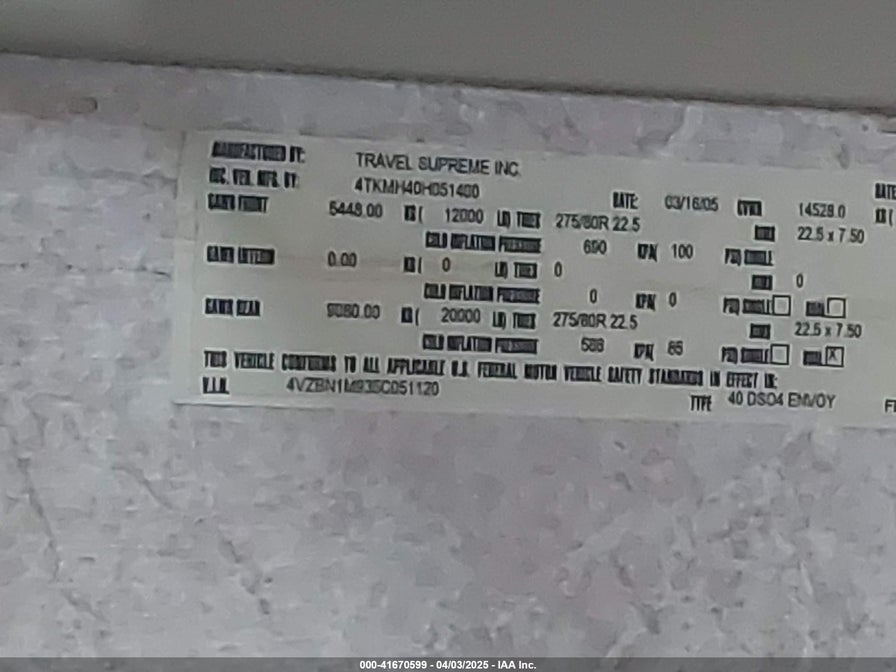 MANUFACTURED BY: TRAVEL SUPREME INC.
INC. VEH. MFG. BY: 4TKMH40H051400 DATE: 03/16/05 GVWR 14528.0 KG (
GAWR FRONT 5448.00 KG ( 12000 LB) TIRES 275/80R 22.5 RIMS 22.5 x 7.50
COLD INFLATION PRESSURE 690 KPA( 100 PSI) SINGLE
GAWR INTERM 0.00 KG ( 0 LB) TIRES 0 RIMS 0
COLD INFLATION PRESSURE 0 KPA( 0 PSI) SINGLE DUAL
GAWR REAR 9080.00 KG ( 20000 LB) TIRES 275/80R 22.5 RIMS 22.5 x 7.50
COLD INFLATION PRESSURE 586 KPA( 85 PSI) SINGLE DUAL X
THIS VEHICLE CONFORMS TO ALL APPLICABLE U.S. FEDERAL MOTOR VEHICLE SAFETY STANDARDS IN EFFECT IN:
V.I.N. 4VZBN1M935C051120 TYPE 40 DSO4 ENVOY
000-41670599 - 04/03/2025 - IAA Inc.